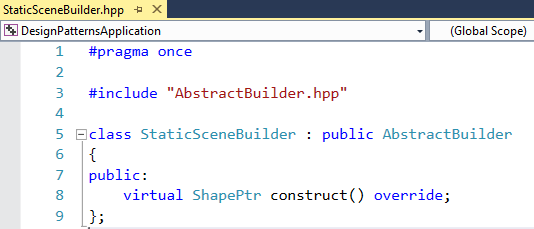 StaticSceneBuilder.hpp
DesignPatternsApplication (Global Scope)
1 #pragma once
2
3 #include "AbstractBuilder.hpp"
4
5 class StaticSceneBuilder : public AbstractBuilder
6 {
7 public:
8     virtual ShapePtr construct() override;
9 };